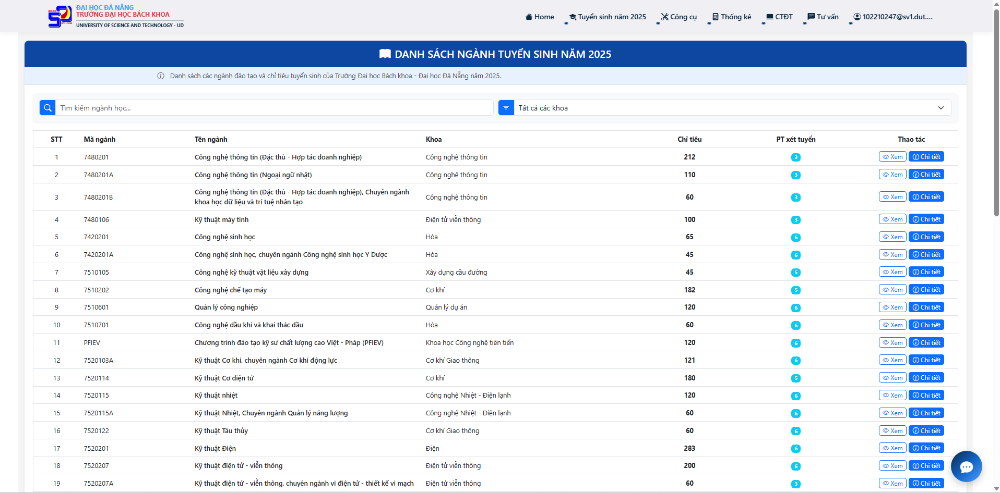 ĐẠI HỌC ĐÀ NẴNG
TRƯỜNG ĐẠI HỌC BÁCH KHOA
UNIVERSITY OF SCIENCE AND TECHNOLOGY - UD
Home Tuyển sinh năm 2025 Công cụ Thống kê CTĐT Tư vấn 102210247@sv1.dut....
DANH SÁCH NGÀNH TUYỂN SINH NĂM 2025
Danh sách các ngành đào tạo và chỉ tiêu tuyển sinh của Trường Đại học Bách khoa - Đại học Đà Nẵng năm 2025.
Tìm kiếm ngành học... Tất cả các khoa
STT Mã ngành Tên ngành Khoa Chỉ tiêu PT xét tuyển Thao tác
1 7480201 Công nghệ thông tin (Đặc thù - Hợp tác doanh nghiệp) Công nghệ thông tin 212 3 Xem Chi tiết
2 7480201A Công nghệ thông tin (Ngoại ngữ nhật) Công nghệ thông tin 110 3 Xem Chi tiết
3 7480201B Công nghệ thông tin (Đặc thù - Hợp tác doanh nghiệp), Chuyên ngành
khoa học dữ liệu và trí tuệ nhân tạo Công nghệ thông tin 60 3 Xem Chi tiết
4 7480106 Kỹ thuật máy tính Điện tử viễn thông 100 3 Xem Chi tiết
5 7420201 Công nghệ sinh học Hóa 65 6 Xem Chi tiết
6 7420201A Công nghệ sinh học, chuyên ngành Công nghệ sinh học Y Dược Hóa 45 6 Xem Chi tiết
7 7510105 Công nghệ kỹ thuật vật liệu xây dựng Xây dựng cầu đường 45 5 Xem Chi tiết
8 7510202 Công nghệ chế tạo máy Cơ khí 182 5 Xem Chi tiết
9 7510601 Quản lý công nghiệp Quản lý dự án 120 6 Xem Chi tiết
10 7510701 Công nghệ dầu khí và khai thác dầu Hóa 60 6 Xem Chi tiết
11 PFIEV Chương trình đào tạo kỹ sư chất lượng cao Việt - Pháp (PFIEV) Khoa học Công nghệ tiên tiến 120 6 Xem Chi tiết
12 7520103A Kỹ thuật Cơ khí, chuyên ngành Cơ khí động lực Cơ khí Giao thông 121 6 Xem Chi tiết
13 7520114 Kỹ thuật Cơ điện tử Cơ khí 180 5 Xem Chi tiết
14 7520115 Kỹ thuật nhiệt Công nghệ Nhiệt - Điện lạnh 120 6 Xem Chi tiết
15 7520115A Kỹ thuật Nhiệt, Chuyên ngành Quản lý năng lượng Công nghệ Nhiệt - Điện lạnh 60 6 Xem Chi tiết
16 7520122 Kỹ thuật Tàu thủy Cơ khí Giao thông 60 6 Xem Chi tiết
17 7520201 Kỹ thuật Điện Điện 283 6 Xem Chi tiết
18 7520207 Kỹ thuật điện tử - viễn thông Điện tử viễn thông 200 6 Xem Chi tiết
19 7520207A Kỹ thuật điện tử - viễn thông, chuyên ngành vi điện tử - thiết kế vi mạch Điện tử viễn thông 60 3 Xem Chi tiết